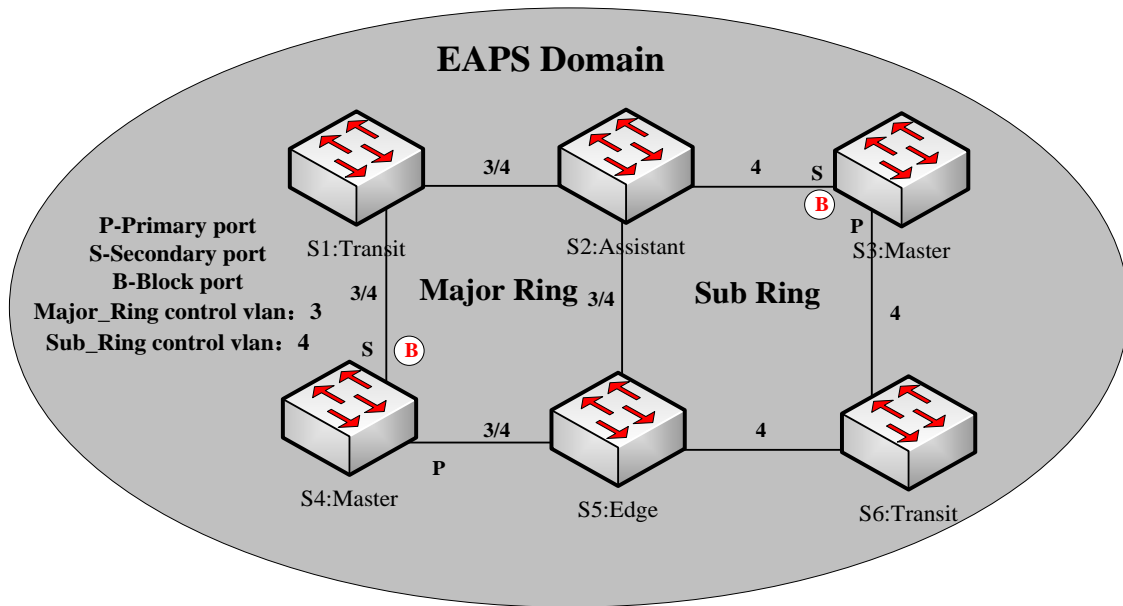 EAPS Domain
3/4
4
S
B
P
S1:Transit
S2:Assistant
S3:Master
P-Primary port
S-Secondary port
B-Block port
Major_Ring control vlan：3
Sub_Ring control vlan：4
3/4
Major Ring
3/4
Sub Ring
4
S
B
3/4
P
4
S4:Master
S5:Edge
S6:Transit